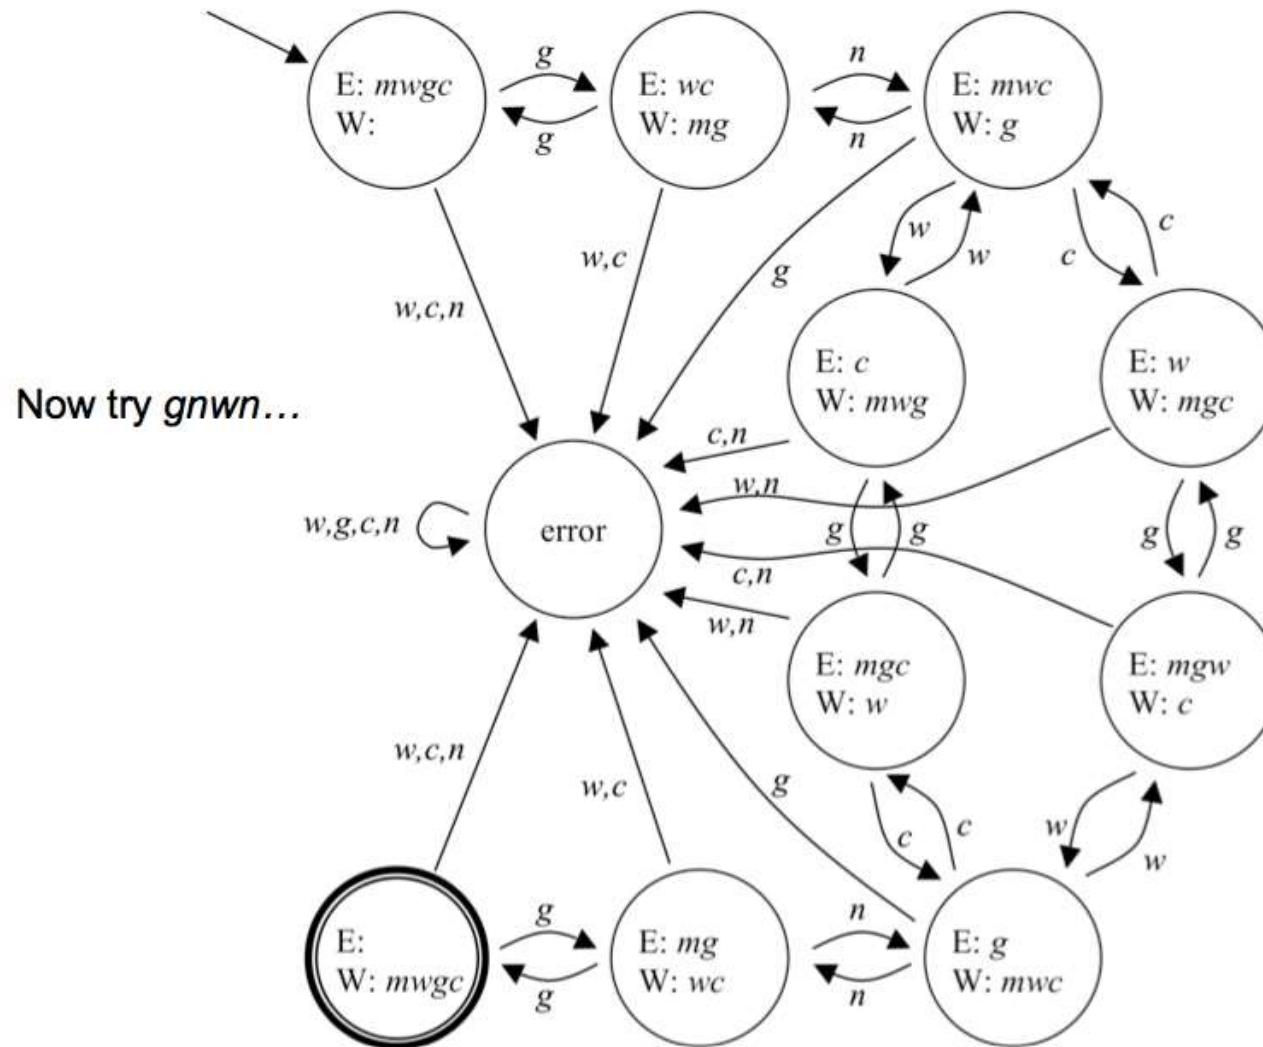 g
n
E: mwgc
W:
E: wc
W: mg
E: mwc
W: g
g
n
w
w
c
c
w,c
g
w,c,n
E: c
W: mwg
E: w
W: mgc
Now try gnwn…
c,n
w,n
w,g,c,n
error
g
g
g
g
c,n
w,n
E: mgc
W: w
E: mgw
W: c
w,c,n
w,c
g
c
c
w
w
g
n
E:
W: mwgc
E: mg
W: wc
E: g
W: mwc
g
n